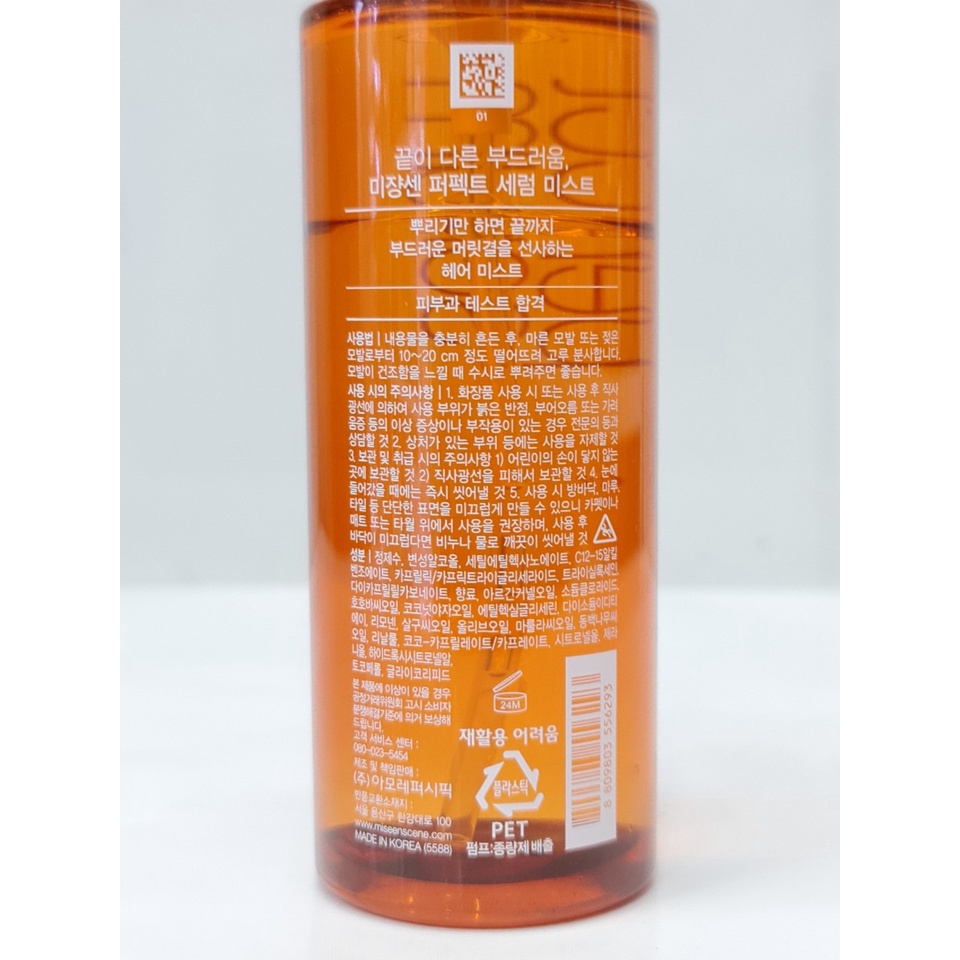 01
끝이 다른 부드러움,
미쟝센 퍼펙트 세럼 미스트
뿌리기만 하면 끝까지
부드러운 머릿결을 선사하는
헤어 미스트
피부과 테스트 합격
사용법 | 내용물을 충분히 흔든 후, 마른 모발 또는 젖은
모발로부터 10~20 cm 정도 떨어뜨려 고루 분사합니다.
모발이 건조함을 느낄 때 수시로 뿌려주면 좋습니다.
사용 시의 주의사항 | 1. 화장품 사용 시 또는 사용 후 직사
광선에 의하여 사용 부위가 붉은 반점, 부어오름 또는 가려
움증 등의 이상 증상이나 부작용이 있는 경우 전문의 등과
상담할 것 2. 상처가 있는 부위 등에는 사용을 자제할 것
3. 보관 및 취급 시의 주의사항 1) 어린이의 손이 닿지 않는
곳에 보관할 것 2) 직사광선을 피해서 보관할 것 4. 눈에
들어갔을 때에는 즉시 씻어낼 것 5. 사용 시 방바닥, 마루,
타일 등 단단한 표면을 미끄럽게 만들 수 있으니 카펫이나
매트 또는 타월 위에서 사용을 권장하며, 사용 후
바닥이 미끄럽다면 비누나 물로 깨끗이 씻어낼 것
성분 | 정제수, 변성알코올, 세틸에틸헥사노에이트, C12-15알킬
벤조에이트, 카프릴릭/카프릭트라이글리세라이드, 트라이실록세인,
다이카프릴릴카보네이트, 향료, 아르간커넬오일, 소듐클로라이드,
호호바씨오일, 코코넛야자오일, 에틸헥실글리세린, 다이소듐이디티
에이, 리모넨, 살구씨오일, 올리브오일, 마룰라씨오일, 동백나무씨
오일, 리날룰, 코코-카프릴레이트/카프레이트, 시트로넬올, 제라
니올, 하이드록시시트로넬알,
토코페롤, 글라이코리피드
본 제품에 이상이 있을 경우
공정거래위원회 고시 소비자
분쟁해결기준에 의거 보상해
드립니다.
고객 서비스 센터 :
080-023-5454
제조 및 책임판매 :
(주)아모레퍼시픽
반품교환소재지 :
서울 용산구 한강대로 100
www.miseenscene.com
MADE IN KOREA (5588)
24M
재활용 어려움
플라스틱
PET
펌프:종량제 배출
8 809803 556293